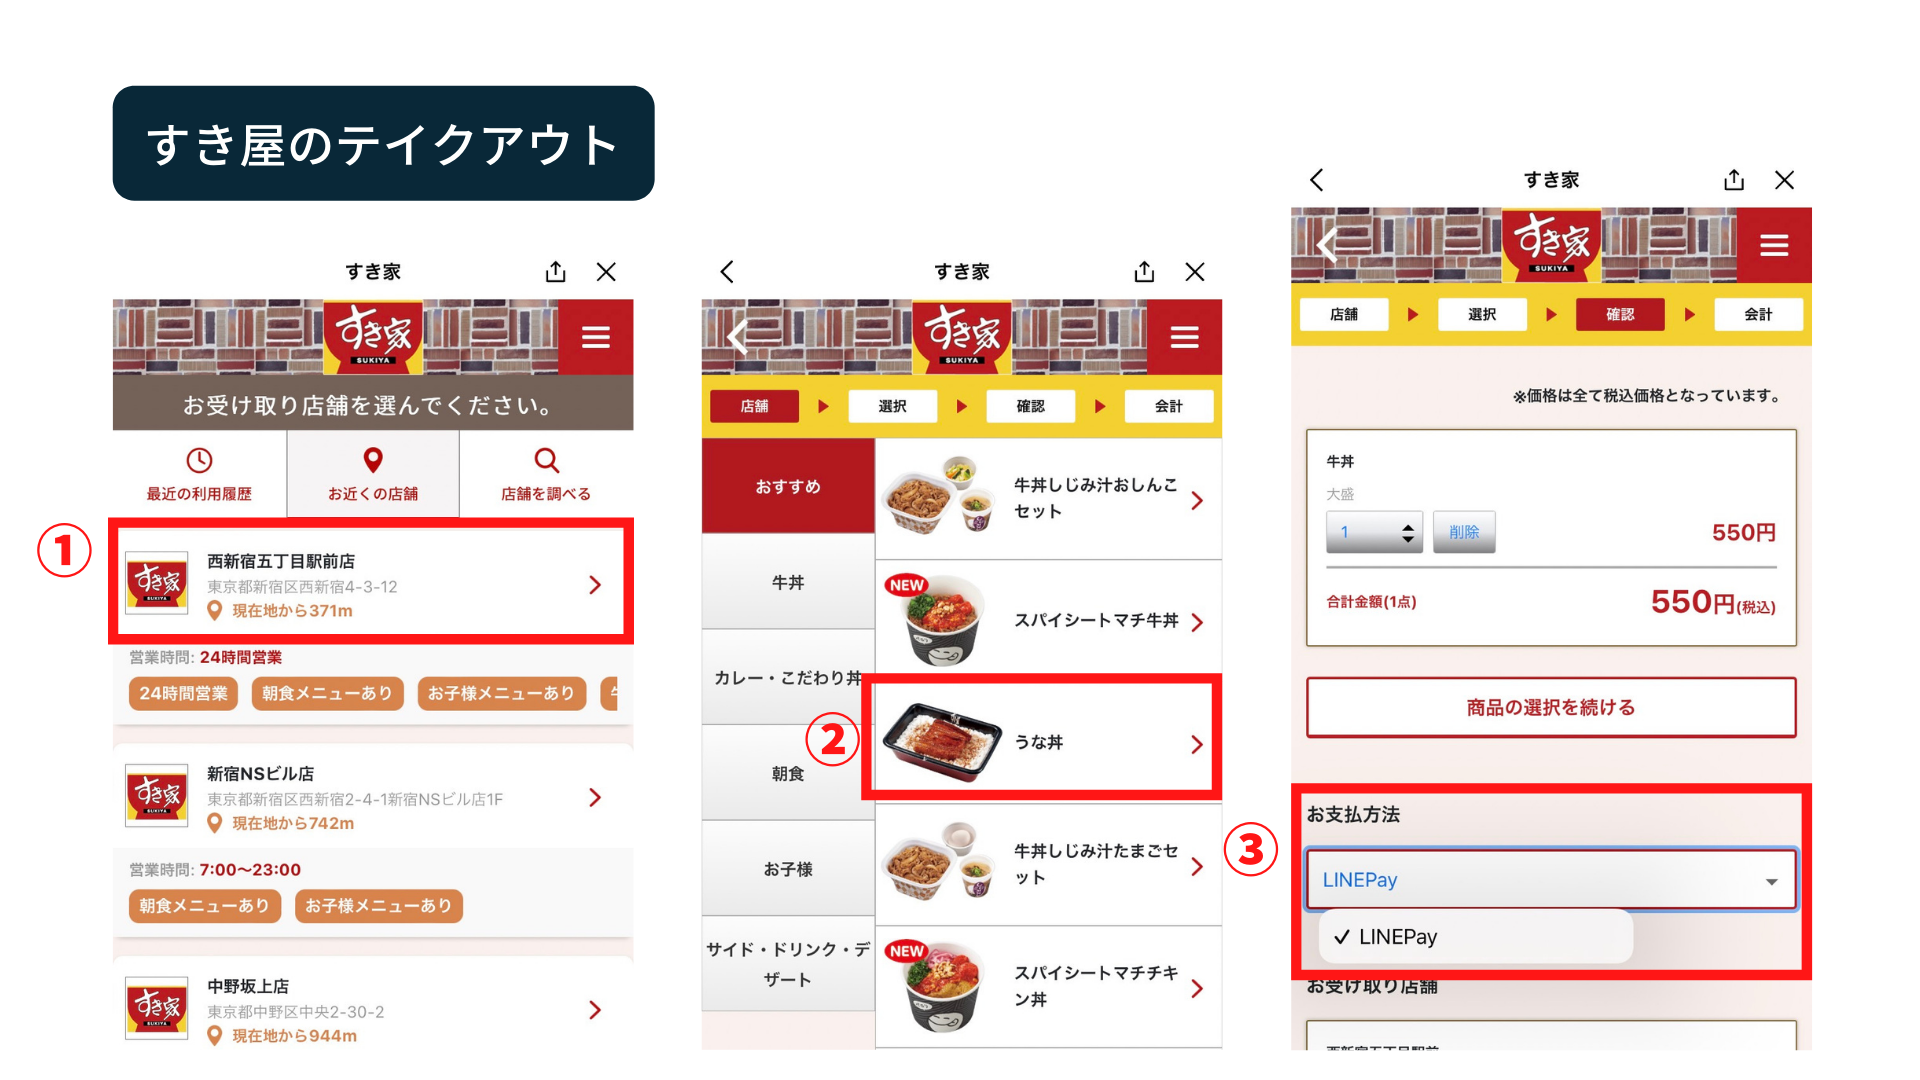 すき屋のテイクアウト
すき家
すき家
SUKIYA
お受け取り店舗を選んでください。
最近の利用履歴
お近くの店舗
店舗を調べる
①
すき家
SUKIYA
西新宿五丁目駅前店
東京都新宿区西新宿4-3-12
現在地から371m
営業時間: 24時間営業
24時間営業
朝食メニューあり
お子様メニューあり
すき家
SUKIYA
新宿NSビル店
東京都新宿区西新宿2-4-1新宿NSビル店1F
現在地から742m
営業時間: 7:00〜23:00
朝食メニューあり
お子様メニューあり
すき家
SUKIYA
中野坂上店
東京都中野区中央2-30-2
現在地から944m
すき家
すき家
SUKIYA
店舗
選択
確認
会計
おすすめ
牛丼
カレー・こだわり丼
朝食
お子様
サイド・ドリンク・デ
ザート
牛丼しじみ汁おしんこ
セット
NEW
スパイシートマチ牛丼
②
うな丼
牛丼しじみ汁たまごセ
ット
NEW
スパイシートマチチキ
ン丼
すき家
すき家
SUKIYA
店舗
選択
確認
会計
※価格は全て税込価格となっています。
牛丼
大盛
1
削除
550円
合計金額(1点)
550円(税込)
商品の選択を続ける
③
お支払方法
LINEPay
✓ LINEPay
お受け取り店舗